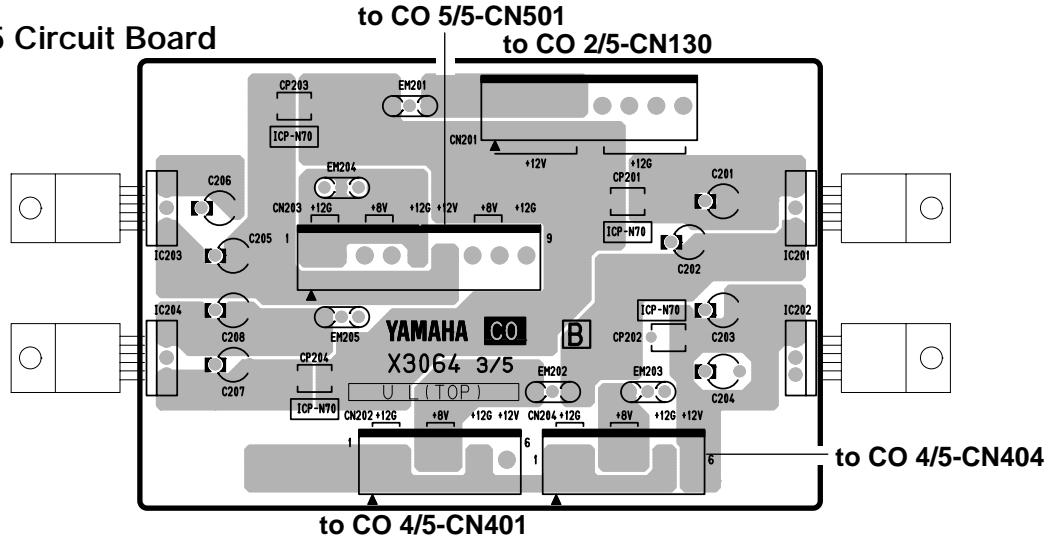 to CO 5/5-CN501
5 Circuit Board
to CO 2/5-CN130
CP203
EM201
ICP-N70
CN201
+12V
+12G
EM204
CP201
C206
C201
CN203 +12G +8V +12G +12V +8V +12G
1
9
ICP-N70
C205
C202
IC203
IC201
IC204
C208
EM205
ICP-N70
IC202
YAMAHA CO B
CP202
C203
X3064 3/5
CP204
C207
EM202
EM203
C204
U L (TOP)
ICP-N70
CN202 +12G +8V +12G +12V
CN204 +12G +8V +12G +12V
1
6
1
6
to CO 4/5-CN404
to CO 4/5-CN401